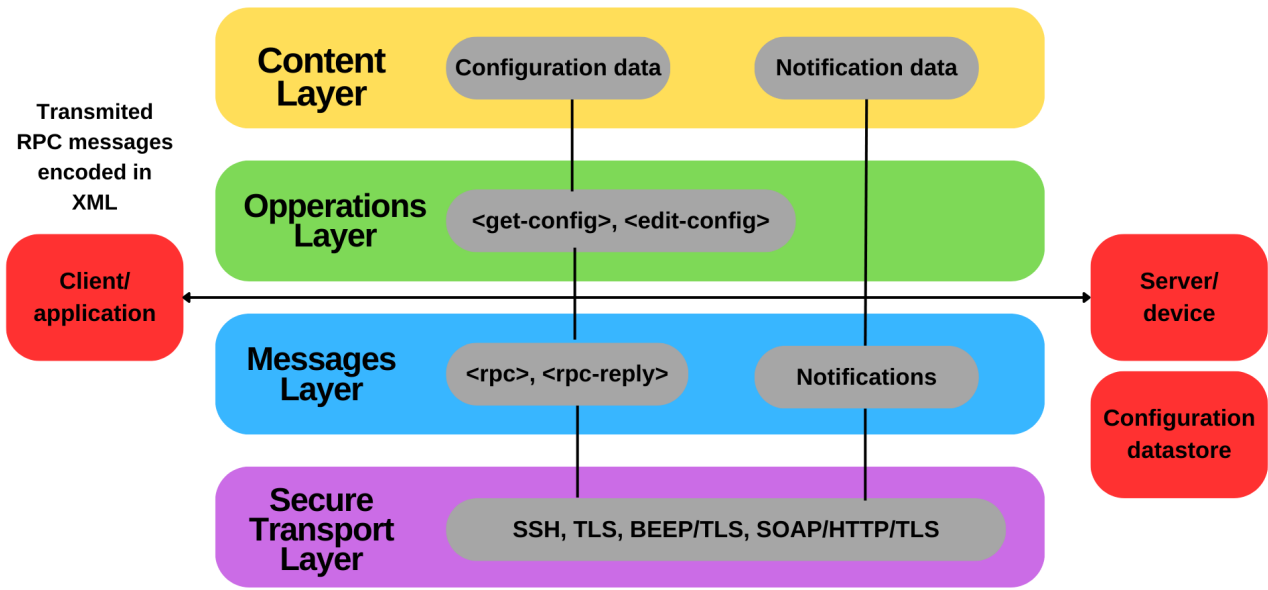 Content
Layer
Configuration data
Notification data
Transmited
RPC messages
encoded in
XML
Opperations
Layer
<get-config>, <edit-config>
Client/
application
Server/
device
Messages
Layer
<rpc>, <rpc-reply>
Notifications
Configuration
datastore
Secure
Transport
Layer
SSH, TLS, BEEP/TLS, SOAP/HTTP/TLS